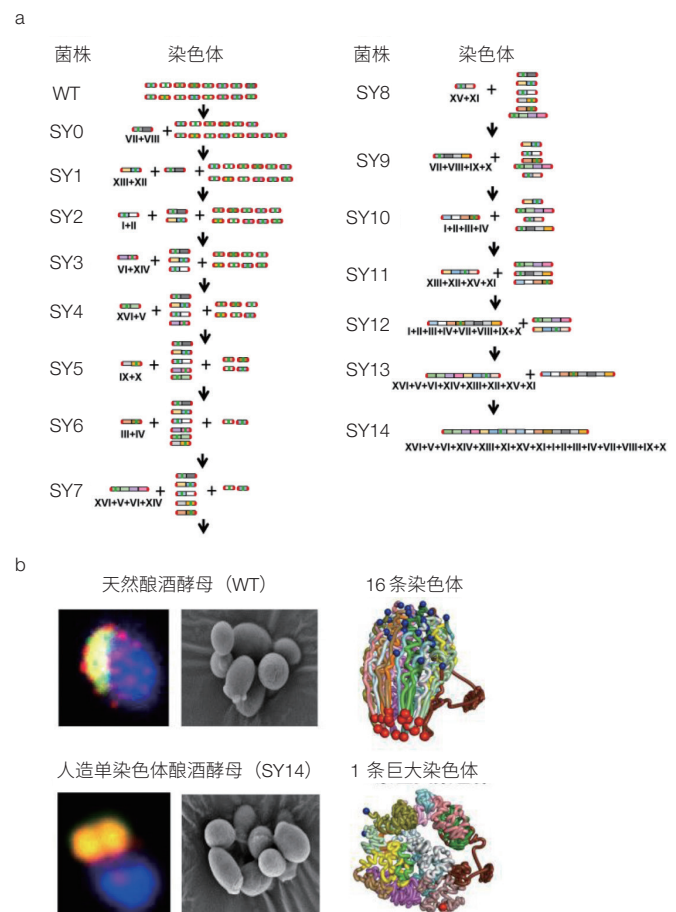 a
菌株 染色体
WT
SY0
VII+VIII
+
SY1
XIII+XII
+ +
SY2
I+II
+ +
SY3
VI+XIV
+ +
SY4
XVI+V
+ +
SY5
IX+X
+ +
SY6
III+IV
+ +
SY7
XVI+V+VI+XIV
+ +
菌株 染色体
SY8
XV+XI
+
SY9
VII+VIII+IX+X
+
SY10
I+II+III+IV
+
SY11
XIII+XII+XV+XI
+
SY12
I+II+III+IV+VII+VIII+IX+X
+
SY13
XVI+V+VI+XIV+XIII+XII+XV+XI
+
SY14
XVI+V+VI+XIV+XIII+XI+XV+XI+I+II+III+IV+VII+VIII+IX+X
b
天然酿酒酵母（WT） 16 条染色体
人造单染色体酿酒酵母（SY14） 1 条巨大染色体